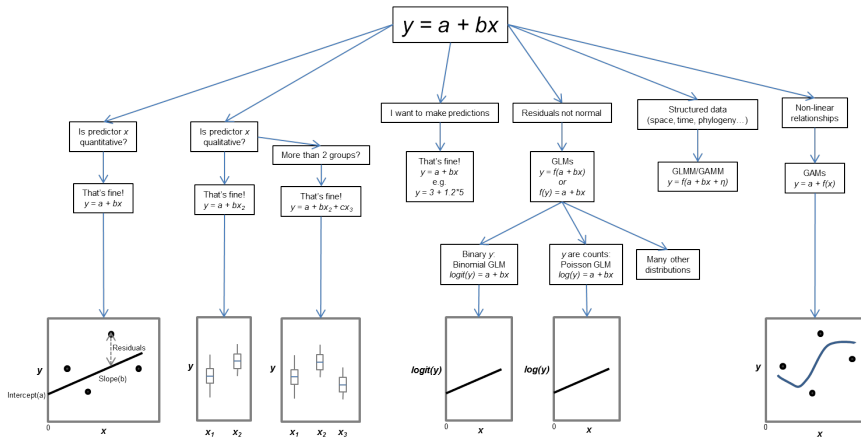 y = a + bx
Is predictor x
quantitative?
That's fine!
y = a + bx
Is predictor x
qualitative?
That's fine!
y = a + bx₂
More than 2 groups?
That's fine!
y = a + bx₂ + cx₃
I want to make predictions
That's fine!
y = a + bx
e.g.
y = 3 + 1.2*5
Residuals not normal
GLMs
y = f(a + bx)
or
f(y) = a + bx
Binary y:
Binomial GLM
logit(y) = a + bx
y are counts:
Poisson GLM
log(y) = a + bx
Many other
distributions
Structured data
(space, time, phylogeny…)
GLMM/GAMM
y = f(a + bx + η)
Non-linear
relationships
GAMs
y = a + f(x)
y
Residuals
Slope(b)
Intercept(a)
0
x
y
x₁ x₂
y
x₁ x₂ x₃
logit(y)
0
x
log(y)
0
x
y
0
x